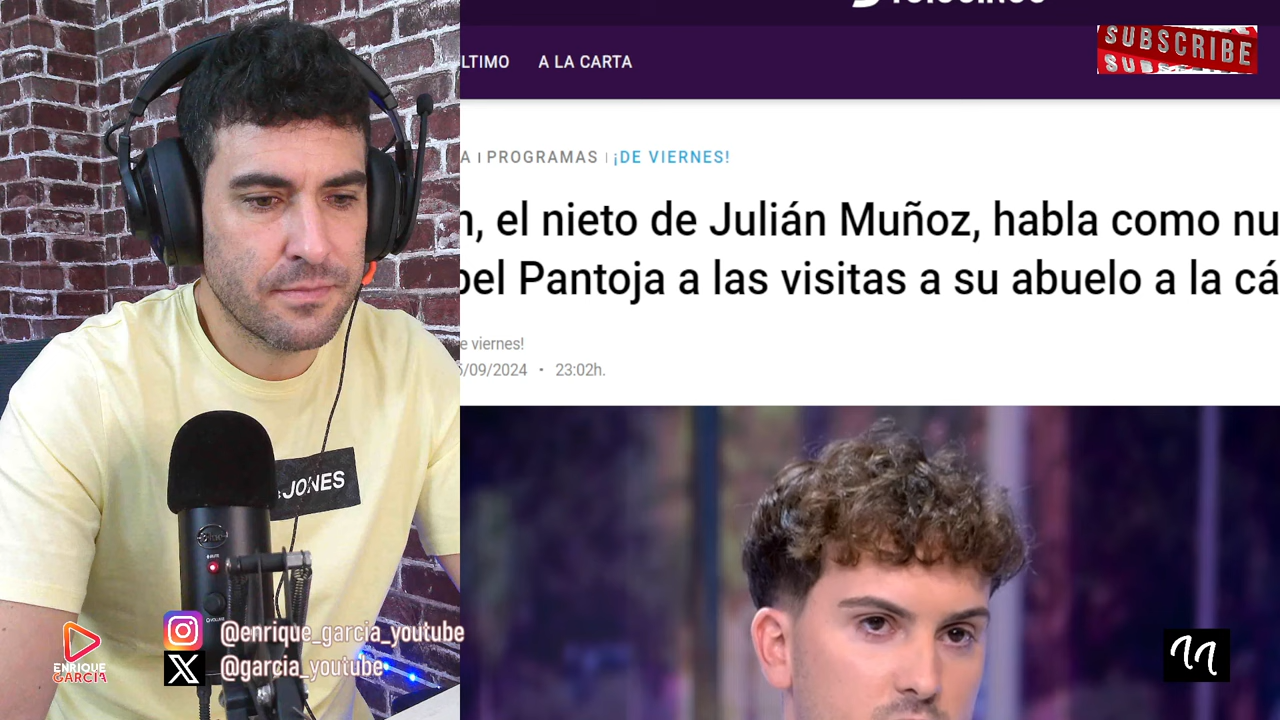 SUBSCRIBE
LTIMO A LA CARTA
A | PROGRAMAS | ¡DE VIERNES!
n, el nieto de Julián Muñoz, habla como nu
bel Pantoja a las visitas a su abuelo a la cá
e viernes!
/09/2024 • 23:02h.
JONES
@enrique_garcia_youtube
@garcia_youtube
ENRIQUE
GARCIA